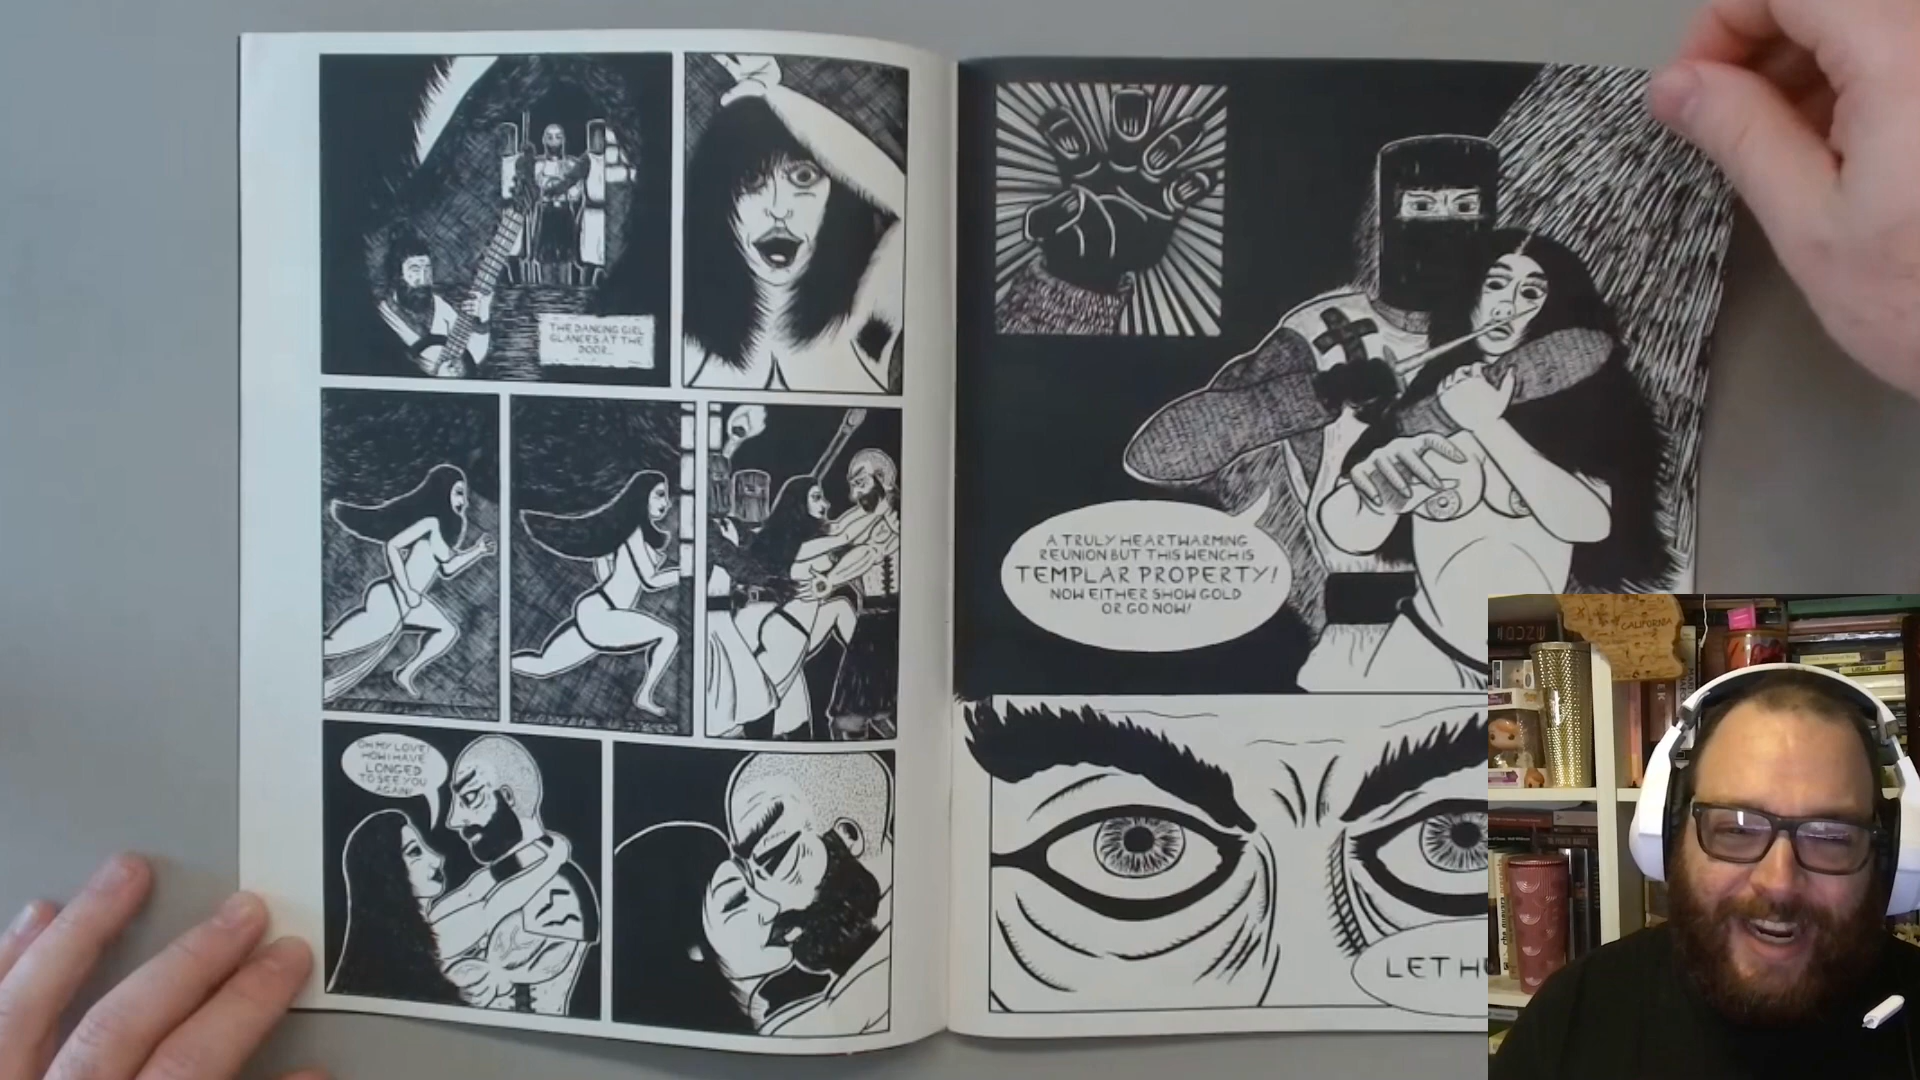 THE DANCING GIRL
GLANCES AT THE
DOOR...
OH MY LOVE!
HOW I HAVE
LONGED
TO SEE YOU
AGAIN!
A TRULY HEARTWARMING
REUNION BUT THIS WENCH IS
TEMPLAR PROPERTY!
NOW EITHER SHOW GOLD
OR GO NOW!
LET H
CALIFORNIA